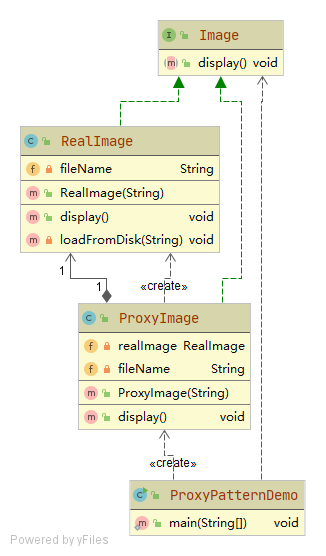 Image
display() void
RealImage
fileName String
RealImage(String)
display() void
loadFromDisk(String) void
1
1
«create»
ProxyImage
realImage RealImage
fileName String
ProxyImage(String)
display() void
«create»
ProxyPatternDemo
main(String[]) void
Powered by yFiles